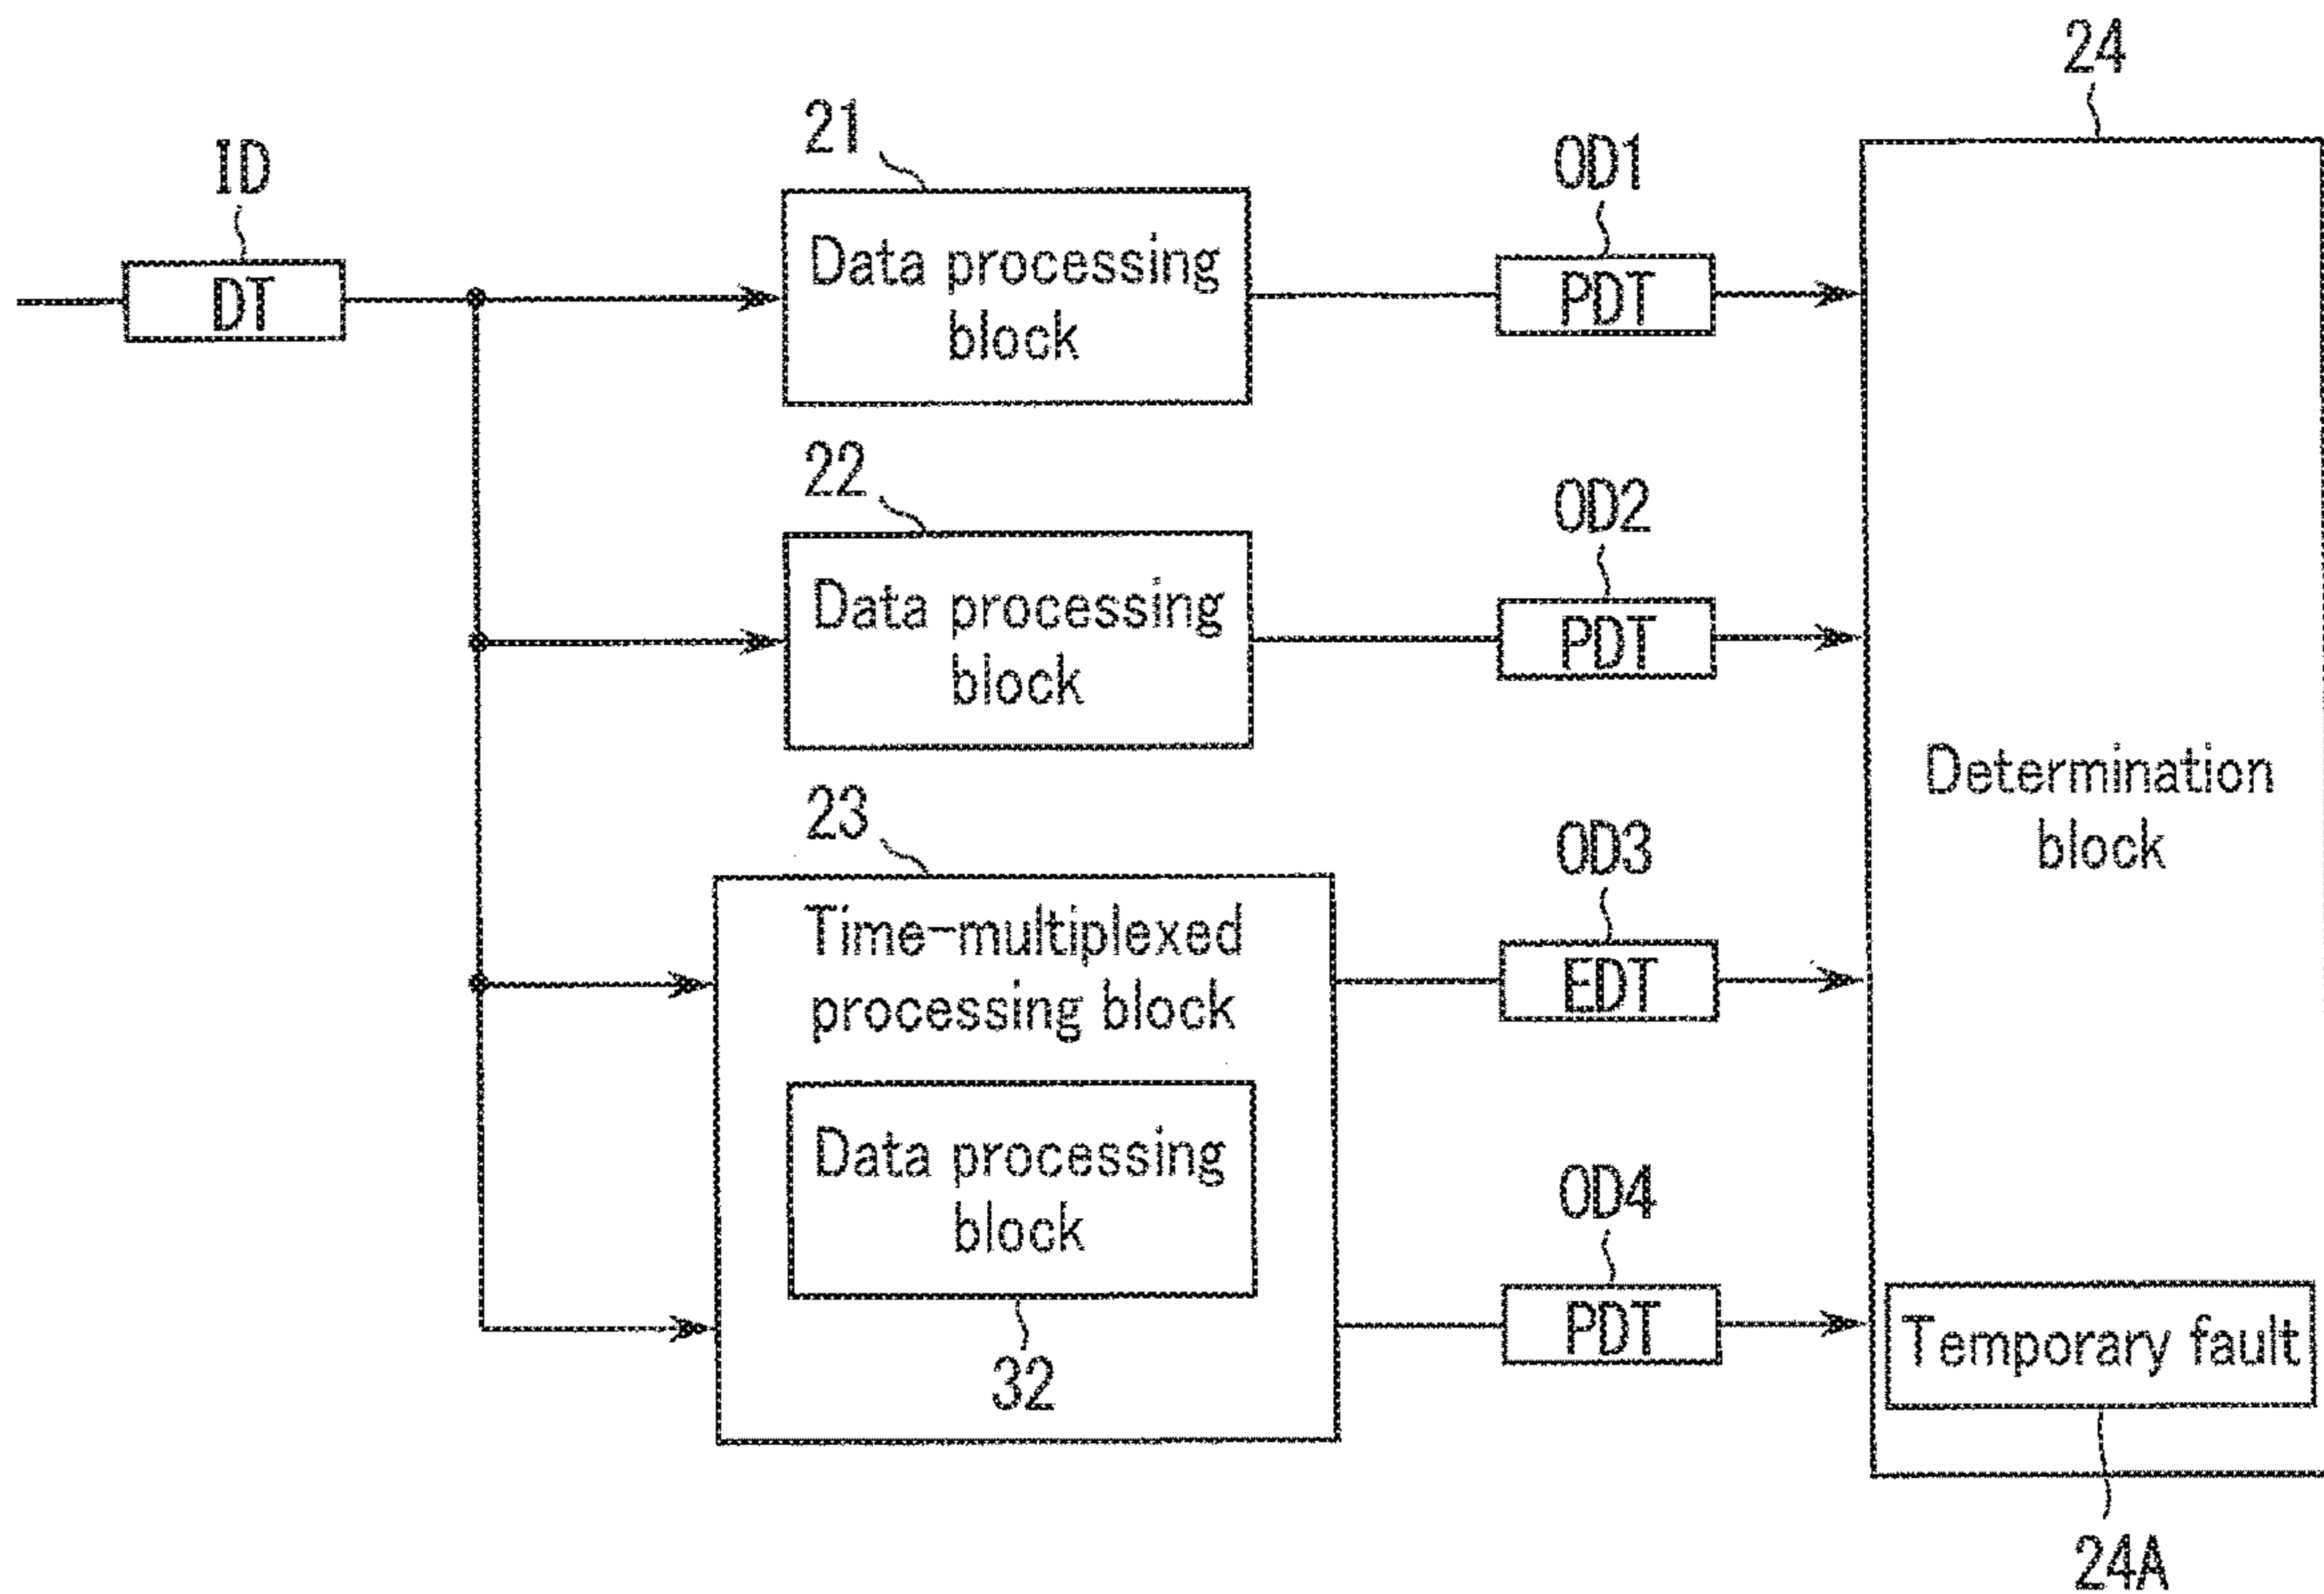 24
21
OD1
ID
DT
Data processing
block
PDT
22
OD2
Data processing
block
PDT
Determination
block
23
OD3
Time-multiplexed
processing block
EDT
Data processing
block
OD4
PDT
Temporary fault
32
24A